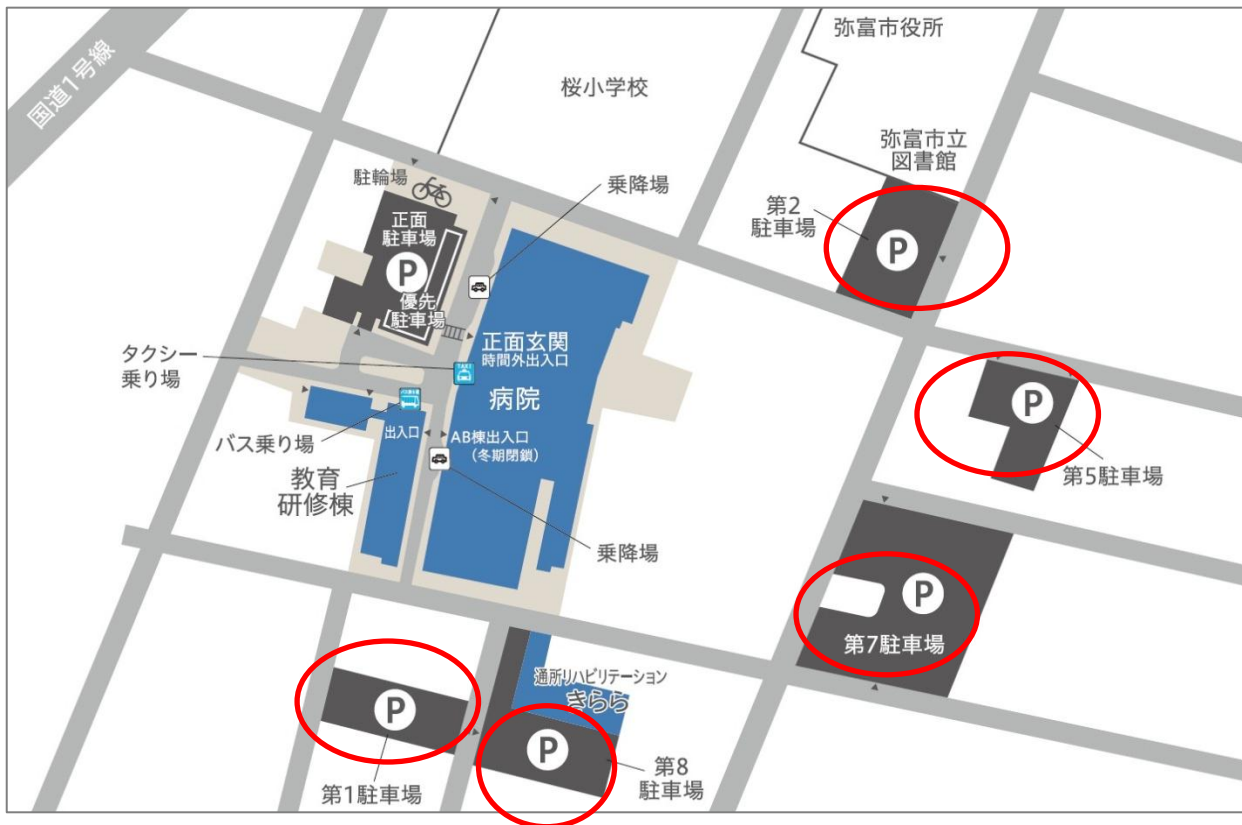 国道1号線
弥富市役所
桜小学校
弥富市立
図書館
駐輪場
乗降場
第2
駐車場
P
正面
駐車場
P
優先
駐車場
正面玄関
時間外出入口
タクシー
乗り場
TAXI
病院
P
第5駐車場
バス乗り場
出入口
AB棟出入口
(冬期閉鎖)
教育
研修棟
乗降場
P
第7駐車場
通所リハビリテーション
きらら
P
第1駐車場
P
第8
駐車場